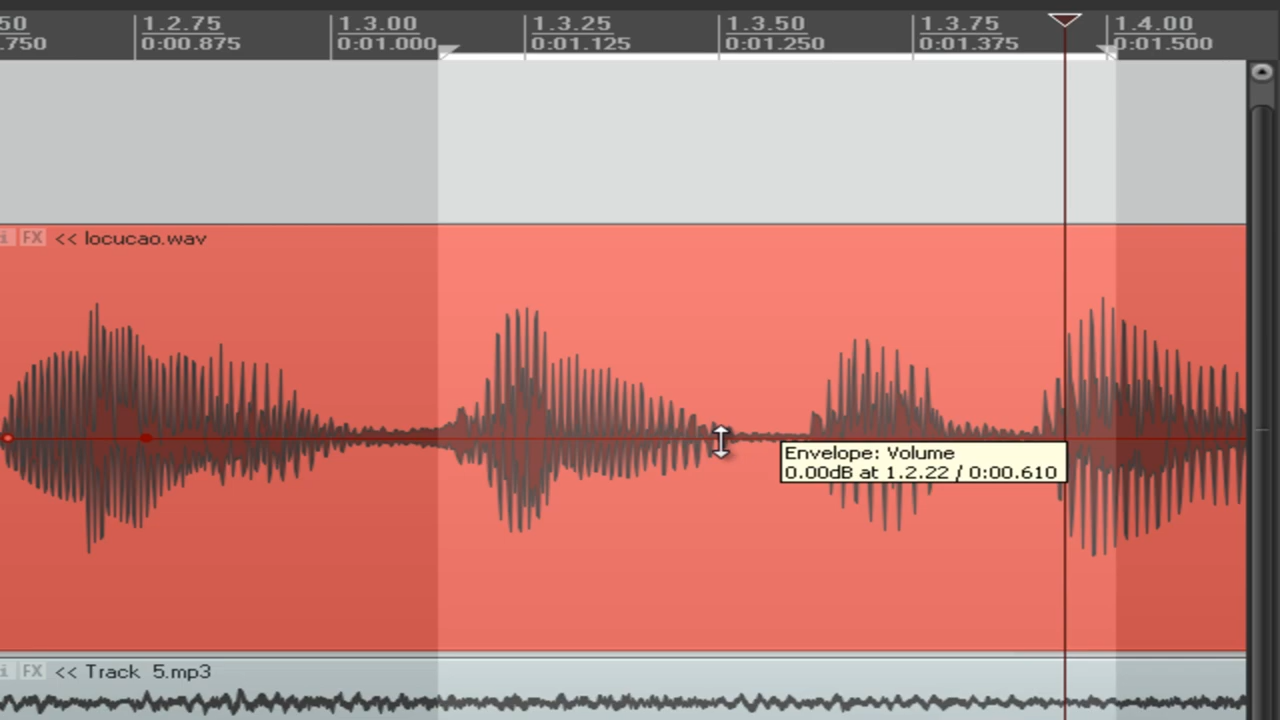 50 1.2.75 1.3.00 1.3.25 1.3.50 1.3.75 1.4.00
.750 0:00.875 0:01.000 0:01.125 0:01.250 0:01.375 0:01.500
i FX << locucao.wav
Envelope: Volume
0.00dB at 1.2.22 / 0:00.610
i FX << Track 5.mp3